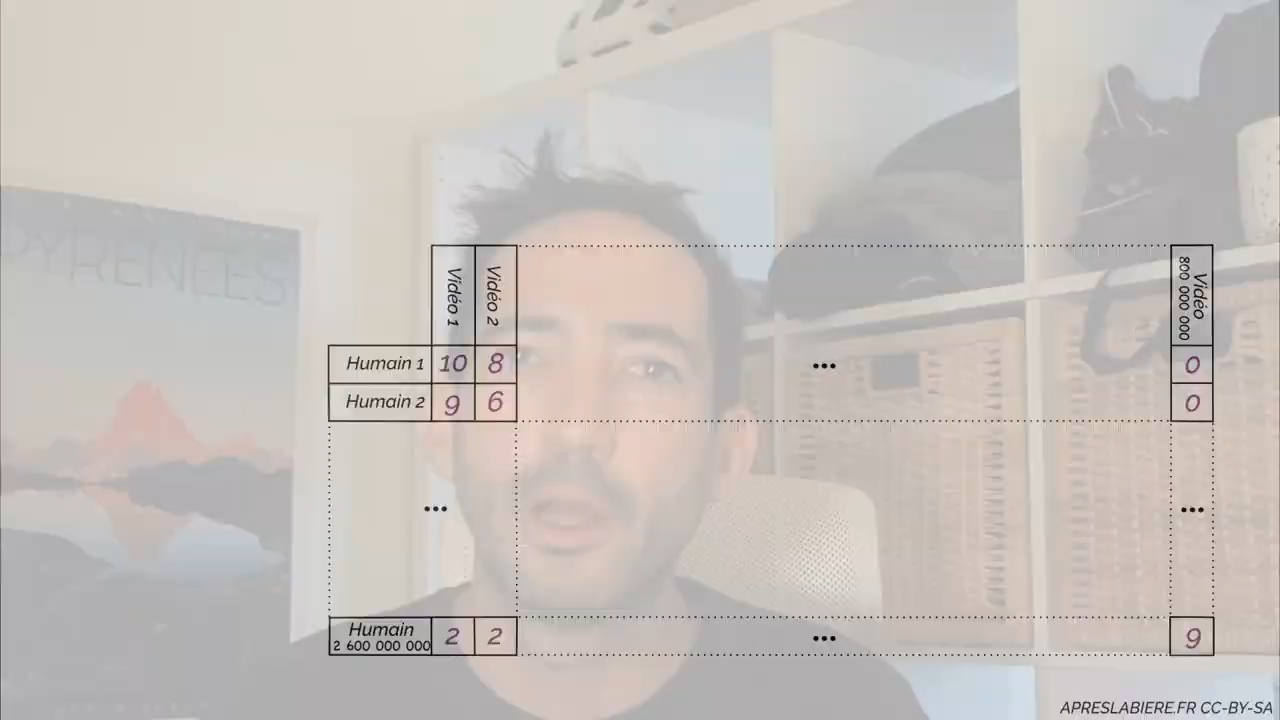 PYRÉNÉES
Vidéo 1
Vidéo 2
Vidéo
800 000 000
Humain 1 10 8 ... 0
Humain 2 9 6 0
... ...
Humain
2 600 000 000 2 2 ... 9
APRESLABIERE.FR CC-BY-SA